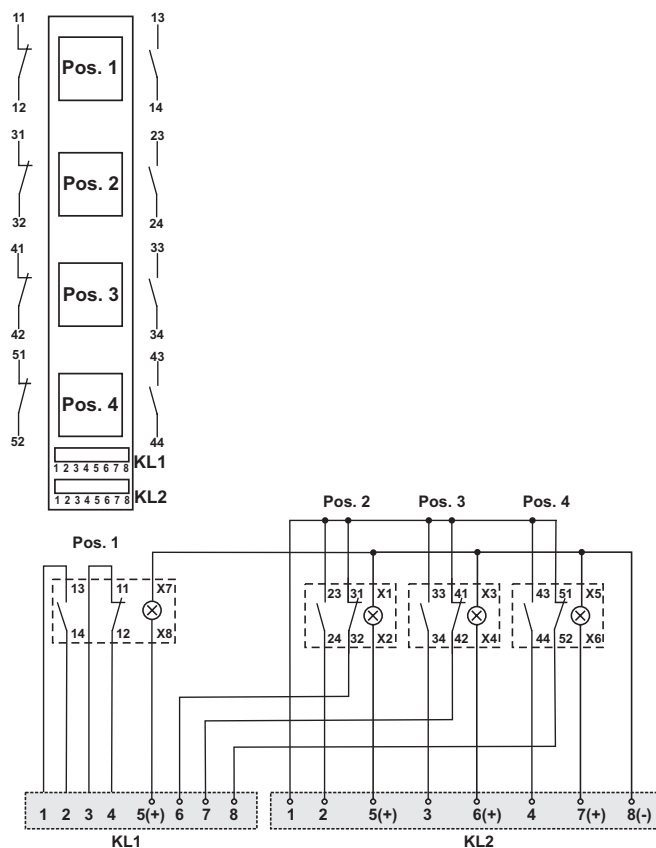 11 13
Pos. 1
12 14
31 23
Pos. 2
32 24
41 33
Pos. 3
42 34
51 43
Pos. 4
52 44
1 2 3 4 5 6 7 8 KL1
1 2 3 4 5 6 7 8 KL2
Pos. 2 Pos. 3 Pos. 4
Pos. 1
13 11 X7 23 31 X1 33 41 X3 43 51 X5
14 12 X8 24 32 X2 34 42 X4 44 52 X6
1 2 3 4 5(+) 6 7 8 1 2 5(+) 3 6(+) 4 7(+) 8(-)
KL1 KL2